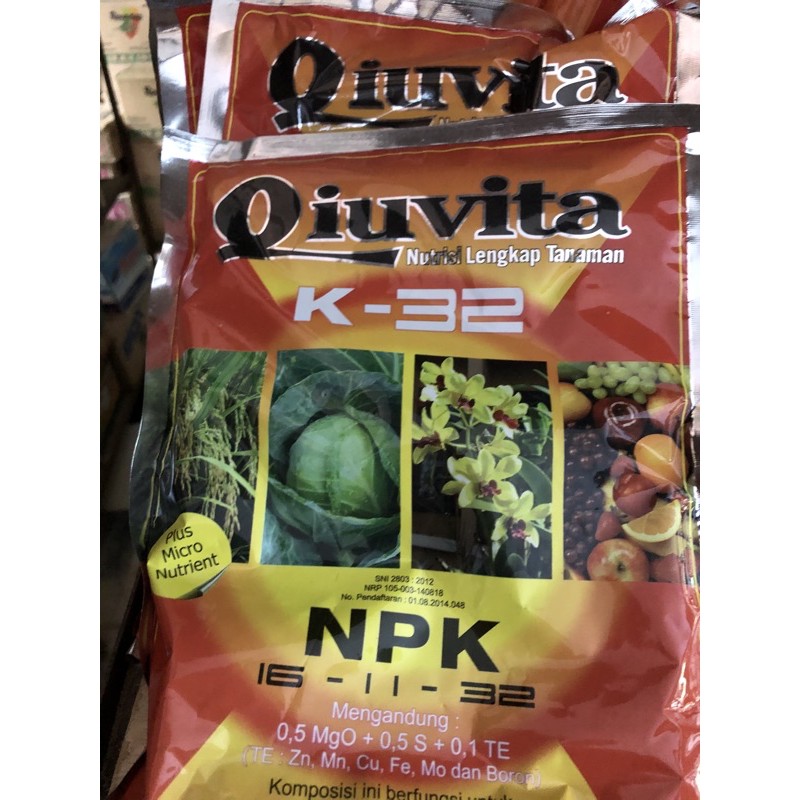 Qiuvita
Qiuvita
Nutrisi Lengkap Tanaman
K-32
Plus
Micro
Nutrient
SNI 2803 : 2012
NRP 105-003-140818
No. Pendaftaran : 01.08.2014.048
NPK
16 - 11 - 32
Mengandung :
0,5 MgO + 0,5 S + 0,1 TE
(TE : Zn, Mn, Cu, Fe, Mo dan Boron)
Komposisi ini berfungsi untuk